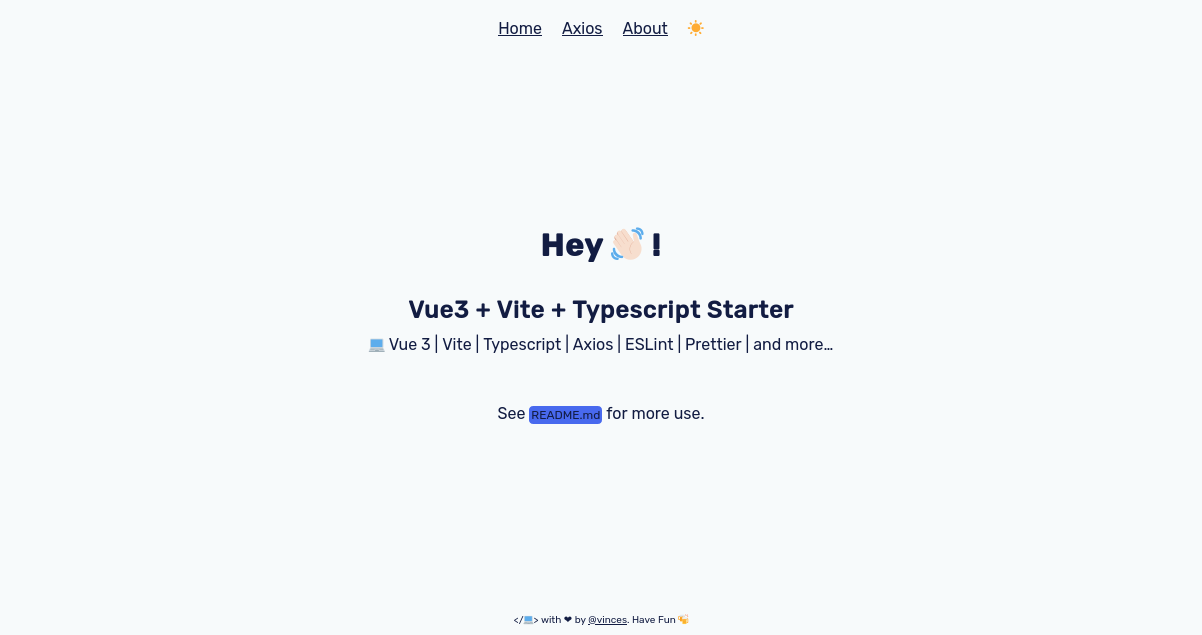 Home Axios About ☀️
Hey 👋🏻 !
Vue3 + Vite + Typescript Starter
💻 Vue 3 | Vite | Typescript | Axios | ESLint | Prettier | and more…
See README.md for more use.
</💻> with ❤ by @vinces. Have Fun 🍻